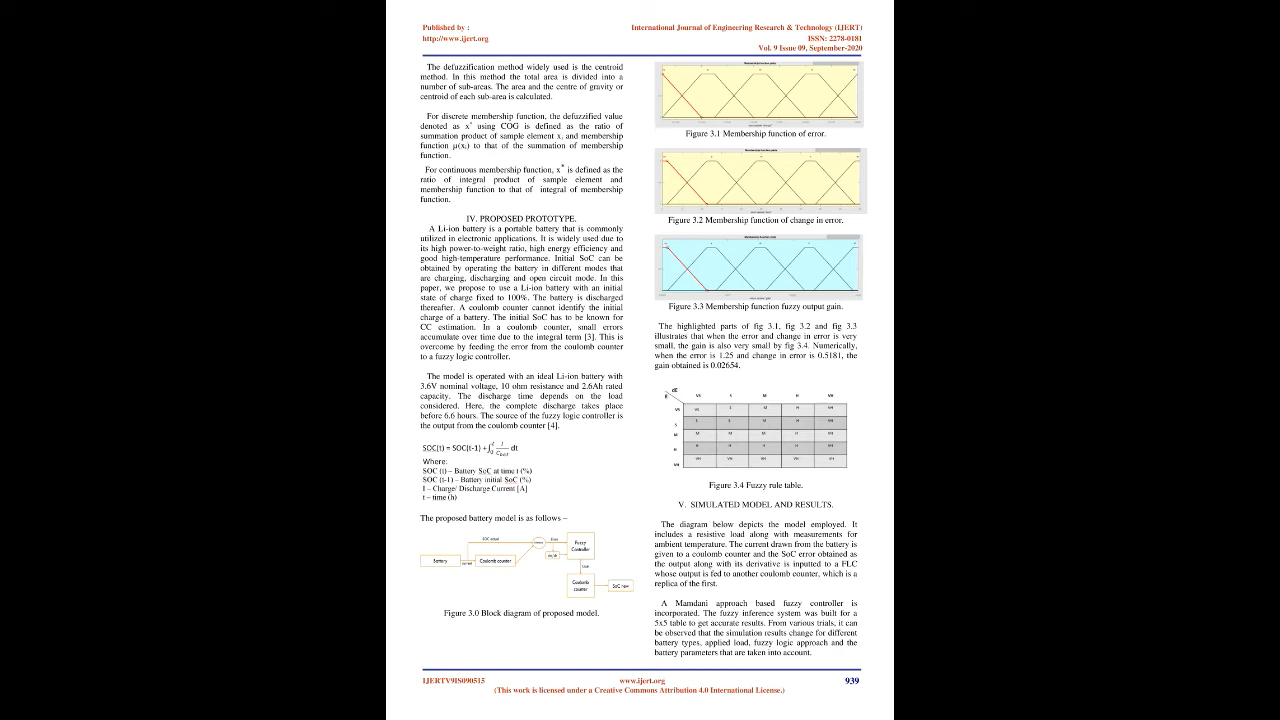 Published by :
http://www.ijert.org
International Journal of Engineering Research & Technology (IJERT)
ISSN: 2278-0181
Vol. 9 Issue 09, September-2020
The defuzzification method widely used is the centroid
method. In this method the total area is divided into a
number of sub-areas. The area and the centre of gravity or
centroid of each sub-area is calculated.
For discrete membership function, the defuzzified value
denoted as x* using COG is defined as the ratio of
summation product of sample element xᵢ and membership
function μ(xᵢ) to that of the summation of membership
function.
For continuous membership function, x* is defined as the
ratio of integral product of sample element and
membership function to that of integral of membership
function.
IV. PROPOSED PROTOTYPE.
A Li-ion battery is a portable battery that is commonly
utilized in electronic applications. It is widely used due to
its high power-to-weight ratio, high energy efficiency and
good high-temperature performance. Initial SoC can be
obtained by operating the battery in different modes that
are charging, discharging and open circuit mode. In this
paper, we propose to use a Li-ion battery with an initial
state of charge fixed to 100%. The battery is discharged
thereafter. A coulomb counter cannot identify the initial
charge of a battery. The initial SoC has to be known for
CC estimation. In a coulomb counter, small errors
accumulate over time due to the integral term [3]. This is
overcome by feeding the error from the coulomb counter
to a fuzzy logic controller.
The model is operated with an ideal Li-ion battery with
3.6V nominal voltage, 10 ohm resistance and 2.6Ah rated
capacity. The discharge time depends on the load
considered. Here, the complete discharge takes place
before 6.6 hours. The source of the fuzzy logic controller is
the output from the coulomb counter [4].
SOC(t) = SOC(t-1) + ∫ dt
Where:
SOC (t) – Battery SoC at time t (%)
SOC (t-1) – Battery initial SoC (%)
I – Charge/ Discharge Current [A]
t – time (h)
The proposed battery model is as follows –
SOC actual
Error
Fuzzy
Controller
de/dt
Battery
current
Coulomb counter
Gain
Coulomb
counter
SoC new
Figure 3.0 Block diagram of proposed model.
Figure 3.1 Membership function of error.
Figure 3.2 Membership function of change in error.
Figure 3.3 Membership function fuzzy output gain.
The highlighted parts of fig 3.1, fig 3.2 and fig 3.3
illustrates that when the error and change in error is very
small, the gain is also very small by fig 3.4. Numerically,
when the error is 1.25 and change in error is 0.5181, the
gain obtained is 0.02654.
dE
E
VS S M H VH
VS VS S M H VH
S S S M H VH
M M M M H VH
H H H H H VH
VH VH VH VH VH VH
Figure 3.4 Fuzzy rule table.
V. SIMULATED MODEL AND RESULTS.
The diagram below depicts the model employed. It
includes a resistive load along with measurements for
ambient temperature. The current drawn from the battery is
given to a coulomb counter and the SoC error obtained as
the output along with its derivative is inputted to a FLC
whose output is fed to another coulomb counter, which is a
replica of the first.
A Mamdani approach based fuzzy controller is
incorporated. The fuzzy inference system was built for a
5x5 table to get accurate results. From various trials, it can
be observed that the simulation results change for different
battery types, applied load, fuzzy logic approach and the
battery parameters that are taken into account.
IJERTV9IS090515
www.ijert.org
939
(This work is licensed under a Creative Commons Attribution 4.0 International License.)